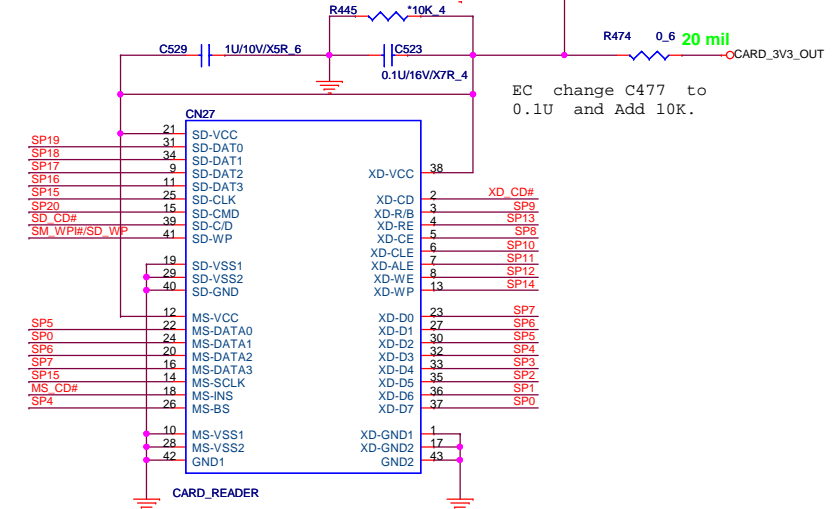 R445 *10K_4
C529 1U/10V/X5R_6 C523 R474 0_6 20 mil
0.1U/16V/X7R_4 CARD_3V3_OUT
EC change C477 to
0.1U and Add 10K.
CN27
21 SD-VCC
SP19 31 SD-DAT0
SP18 34 SD-DAT1
SP17 9 SD-DAT2 XD-VCC 38
SP16 11 SD-DAT3
SP15 25 SD-CLK XD-CD 2 XD_CD#
SP20 15 SD-CMD XD-R/B 3 SP9
SD_CD# 39 SD-C/D XD-RE 4 SP13
SM_WPI#/SD_WP 41 SD-WP XD-CE 5 SP8
XD-CLE 6 SP10
19 SD-VSS1 XD-ALE 7 SP11
29 SD-VSS2 XD-WE 8 SP12
40 SD-GND XD-WP 13 SP14
12 MS-VCC XD-D0 23 SP7
SP5 22 MS-DATA0 XD-D1 27 SP6
SP0 24 MS-DATA1 XD-D2 30 SP5
SP6 20 MS-DATA2 XD-D3 32 SP4
SP7 16 MS-DATA3 XD-D4 33 SP3
SP15 14 MS-SCLK XD-D5 35 SP2
MS_CD# 18 MS-INS XD-D6 36 SP1
SP4 26 MS-BS XD-D7 37 SP0
10 MS-VSS1 XD-GND1 1
28 MS-VSS2 XD-GND2 17
42 GND1 GND2 43
CARD_READER